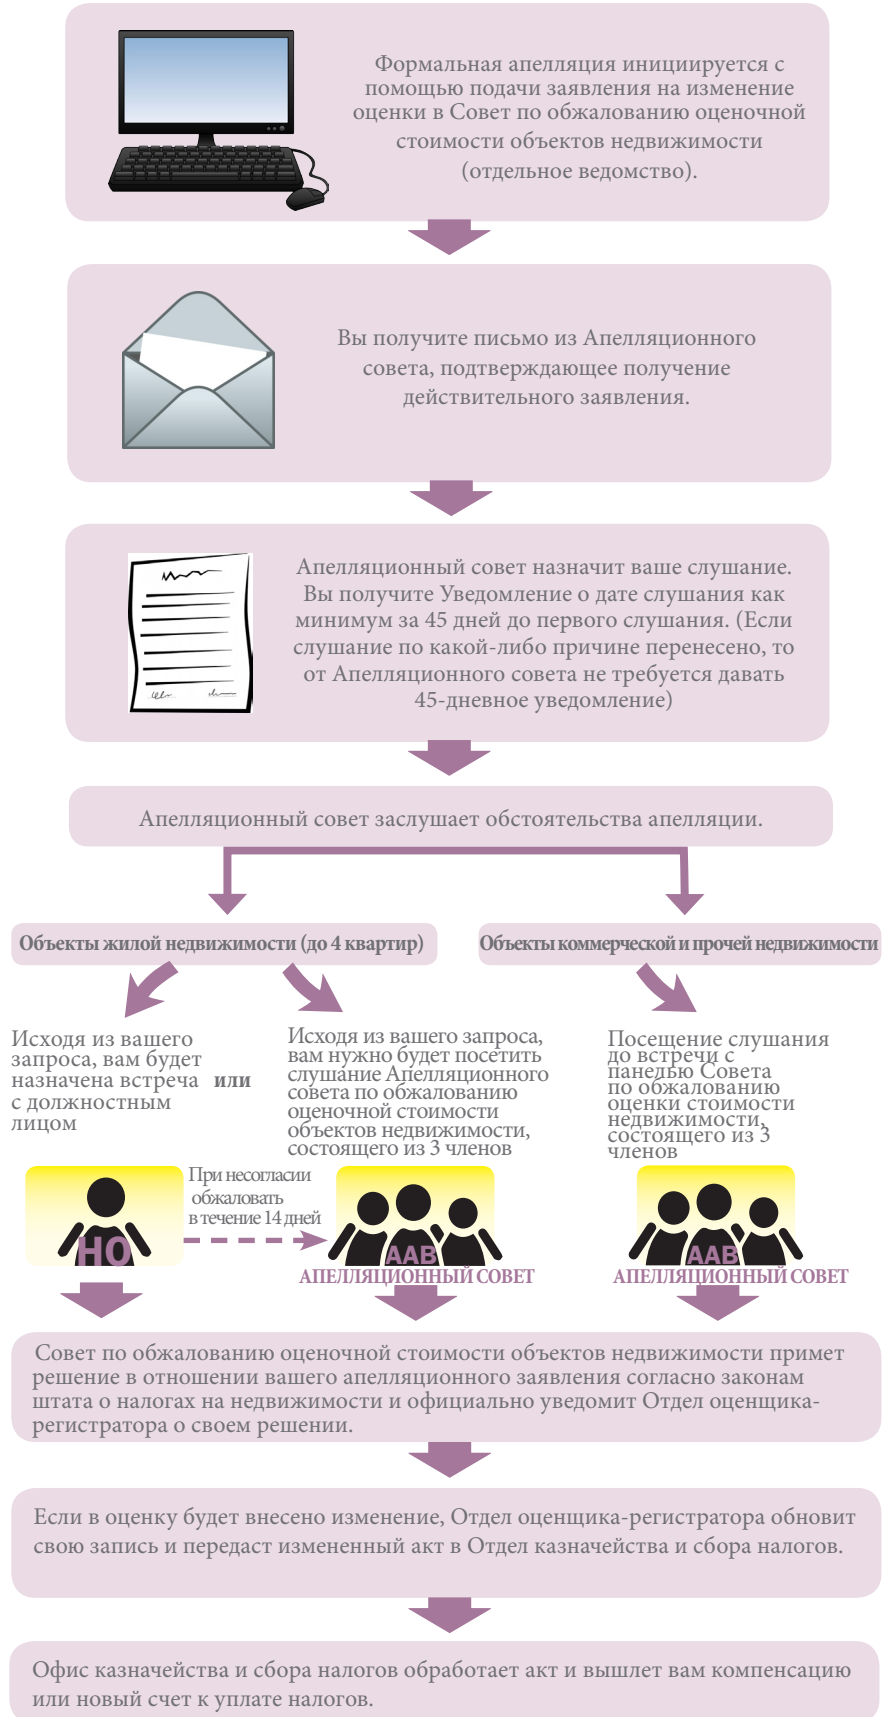 Формальная апелляция инициируется с
помощью подачи заявления на изменение
оценки в Совет по обжалованию оценочной
стоимости объектов недвижимости
(отдельное ведомство).
Вы получите письмо из Апелляционного
совета, подтверждающее получение
действительного заявления.
Апелляционный совет назначит ваше слушание.
Вы получите Уведомление о дате слушания как
минимум за 45 дней до первого слушания. (Если
слушание по какой-либо причине перенесено, то
от Апелляционного совета не требуется давать
45-дневное уведомление)
Апелляционный совет заслушает обстоятельства апелляции.
Объекты жилой недвижимости (до 4 квартир)
Объекты коммерческой и прочей недвижимости
Исходя из вашего
запроса, вам будет
назначена встреча
с должностным
лицом
или
Исходя из вашего запроса,
вам нужно будет посетить
слушание Апелляционного
совета по обжалованию
оценочной стоимости
объектов недвижимости,
состоящего из 3 членов
Посещение слушания
до встречи с
панелью Совета
по обжалованию
оценки стоимости
недвижимости,
состоящего из 3
членов
HO
При несогласии
обжаловать
в течение 14 дней
AAB
АПЕЛЛЯЦИОННЫЙ СОВЕТ
AAB
АПЕЛЛЯЦИОННЫЙ СОВЕТ
Совет по обжалованию оценочной стоимости объектов недвижимости примет
решение в отношении вашего апелляционного заявления согласно законам
штата о налогах на недвижимости и официально уведомит Отдел оценщика-
регистратора о своем решении.
Если в оценку будет внесено изменение, Отдел оценщика-регистратора обновит
свою запись и передаст измененный акт в Отдел казначейства и сбора налогов.
Офис казначейства и сбора налогов обработает акт и вышлет вам компенсацию
или новый счет к уплате налогов.